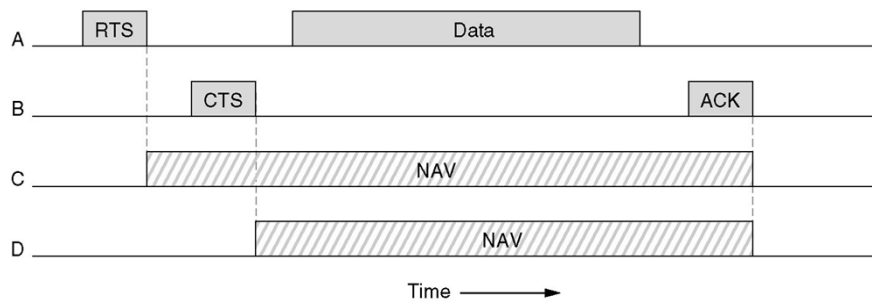 A RTS Data
B CTS ACK
C NAV
D NAV
Time